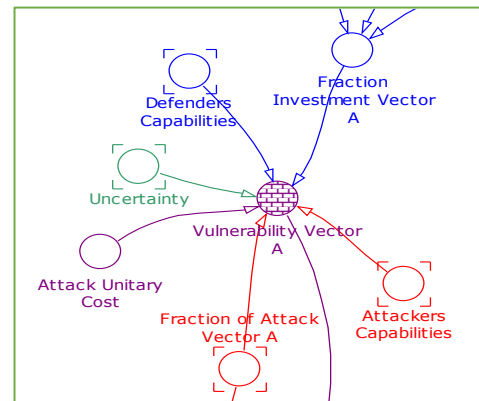 Defenders
Capabilities
Fraction
Investment Vector
A
Uncertainty
Vulnerability Vector
A
Attack Unitary
Cost
Fraction of Attack
Vector A
Attackers
Capabilities